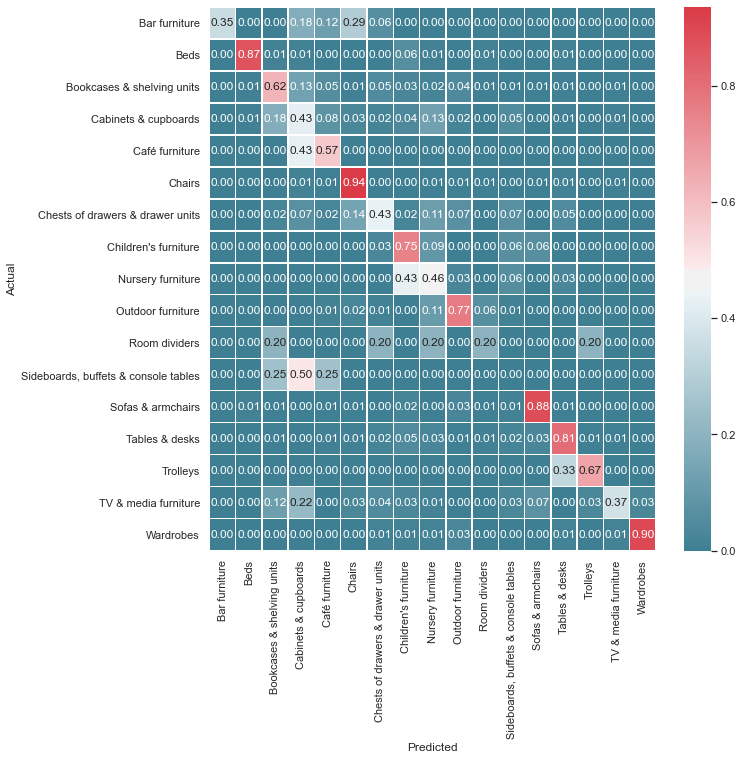 Bar furniture 0.35 0.00 0.00 0.18 0.12 0.29 0.06 0.00 0.00 0.00 0.00 0.00 0.00 0.00 0.00 0.00 0.00
Beds 0.00 0.87 0.01 0.01 0.00 0.00 0.00 0.06 0.01 0.00 0.01 0.00 0.01 0.01 0.00 0.00 0.00
Bookcases & shelving units 0.00 0.01 0.62 0.13 0.05 0.01 0.05 0.03 0.02 0.04 0.01 0.01 0.01 0.01 0.00 0.01 0.00
Cabinets & cupboards 0.00 0.01 0.18 0.43 0.08 0.03 0.02 0.04 0.13 0.02 0.00 0.05 0.00 0.01 0.00 0.01 0.00
Café furniture 0.00 0.00 0.00 0.43 0.57 0.00 0.00 0.00 0.00 0.00 0.00 0.00 0.00 0.00 0.00 0.00 0.00
Chairs 0.00 0.00 0.00 0.01 0.01 0.94 0.00 0.00 0.01 0.01 0.00 0.01 0.01 0.01 0.00 0.01 0.00
Chests of drawers & drawer units 0.00 0.00 0.02 0.07 0.02 0.14 0.43 0.02 0.11 0.07 0.00 0.07 0.00 0.05 0.00 0.00 0.00
Children's furniture 0.00 0.00 0.00 0.00 0.00 0.00 0.03 0.75 0.09 0.00 0.00 0.06 0.06 0.00 0.00 0.00 0.00
Nursery furniture 0.00 0.00 0.00 0.00 0.00 0.00 0.00 0.43 0.46 0.03 0.00 0.06 0.00 0.03 0.00 0.00 0.00
Outdoor furniture 0.00 0.00 0.00 0.00 0.01 0.02 0.01 0.00 0.11 0.77 0.06 0.01 0.00 0.00 0.00 0.00 0.00
Room dividers 0.00 0.00 0.20 0.00 0.00 0.00 0.20 0.00 0.20 0.00 0.20 0.00 0.00 0.00 0.20 0.00 0.00
Sideboards, buffets & console tables 0.00 0.00 0.25 0.50 0.25 0.00 0.00 0.00 0.00 0.00 0.00 0.00 0.00 0.00 0.00 0.00 0.00
Sofas & armchairs 0.00 0.01 0.01 0.00 0.01 0.01 0.00 0.02 0.00 0.03 0.01 0.01 0.88 0.01 0.00 0.00 0.00
Tables & desks 0.00 0.00 0.01 0.00 0.01 0.01 0.02 0.05 0.03 0.01 0.01 0.02 0.03 0.81 0.01 0.01 0.00
Trolleys 0.00 0.00 0.00 0.00 0.00 0.00 0.00 0.00 0.00 0.00 0.00 0.00 0.00 0.33 0.67 0.00 0.00
TV & media furniture 0.00 0.00 0.12 0.22 0.00 0.03 0.04 0.03 0.01 0.00 0.00 0.03 0.07 0.00 0.03 0.37 0.03
Wardrobes 0.00 0.00 0.00 0.00 0.00 0.00 0.01 0.01 0.01 0.03 0.00 0.00 0.00 0.01 0.00 0.01 0.90
Actual
Bar furniture
Beds
Bookcases & shelving units
Cabinets & cupboards
Café furniture
Chairs
Chests of drawers & drawer units
Children's furniture
Nursery furniture
Outdoor furniture
Room dividers
Sideboards, buffets & console tables
Sofas & armchairs
Tables & desks
Trolleys
TV & media furniture
Wardrobes
Predicted
0.8
0.6
0.4
0.2
0.0